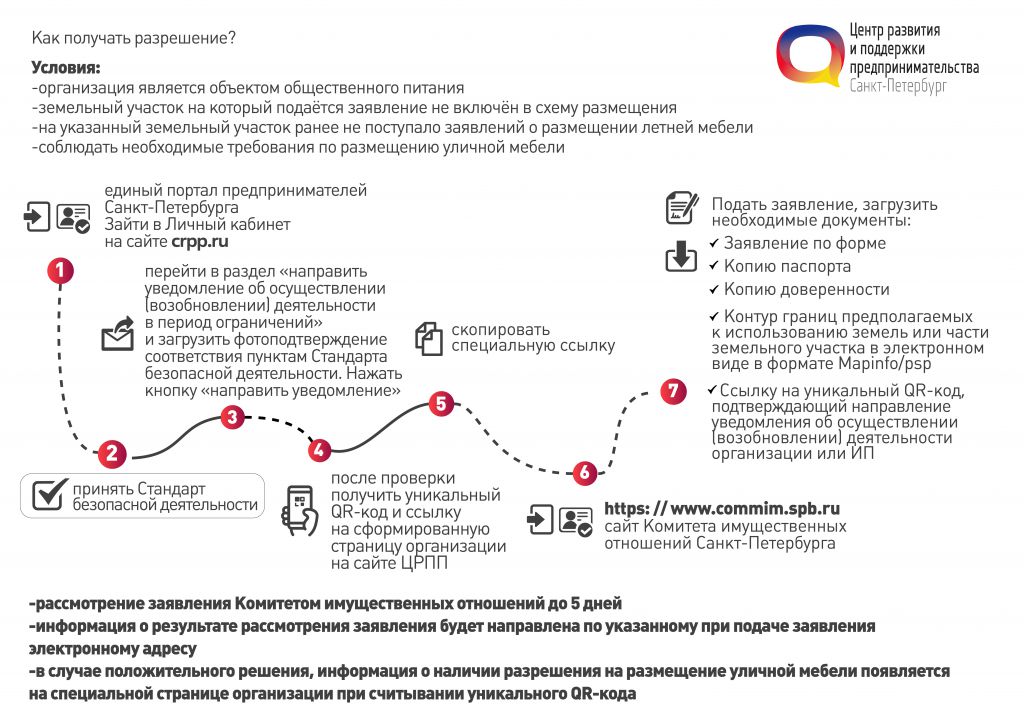 Как получать разрешение?
Условия:
-организация является объектом общественного питания
-земельный участок на который подаётся заявление не включён в схему размещения
-на указанный земельный участок ранее не поступало заявлений о размещении летней мебели
-соблюдать необходимые требования по размещению уличной мебели
Центр развития
и поддержки
предпринимательства
Санкт-Петербург
единый портал предпринимателей
Санкт-Петербурга
Зайти в Личный кабинет
на сайте crpp.ru
1
2
принять Стандарт
безопасной деятельности
перейти в раздел «направить
уведомление об осуществлении
(возобновлении) деятельности
в период ограничений»
и загрузить фотоподтверждение
соответствия пунктам Стандарта
безопасной деятельности. Нажать
кнопку «направить уведомление»
3
4
после проверки
получить уникальный
QR-код и ссылку
на сформированную
страницу организации
на сайте ЦРПП
скопировать
специальную ссылку
5
6
https: // www.commim.spb.ru
сайт Комитета имущественных
отношений Санкт-Петербурга
7
Подать заявление, загрузить
необходимые документы:
✓ Заявление по форме
✓ Копию паспорта
✓ Копию доверенности
✓ Контур границ предполагаемых
к использованию земель или части
земельного участка в электронном
виде в формате Mapinfo/psp
✓ Ссылку на уникальный QR-код,
подтверждающий направление
уведомления об осуществлении
(возобновлении) деятельности
организации или ИП
-рассмотрение заявления Комитетом имущественных отношений до 5 дней
-информация о результате рассмотрения заявления будет направлена по указанному при подаче заявления
электронному адресу
-в случае положительного решения, информация о наличии разрешения на размещение уличной мебели появляется
на специальной странице организации при считывании уникального QR-кода